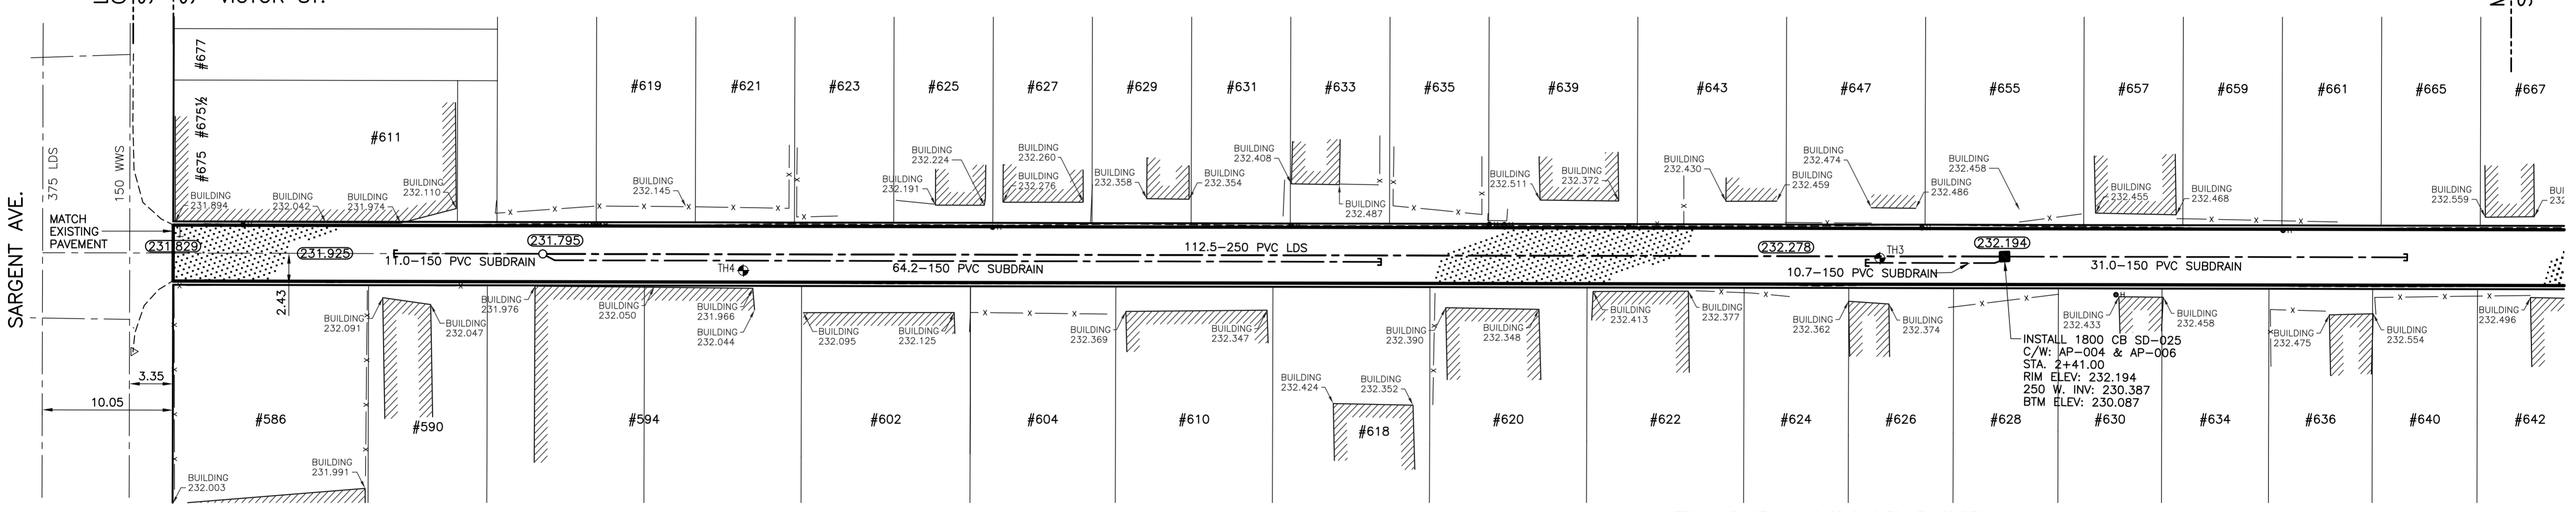 VICTOR ST.
SARGENT AVE.
375 LDS
150 WWS
MATCH
EXISTING
PAVEMENT
#677
#675 #675½
#611
#619
#621
#623
#625
#627
#629
#631
#633
#635
#639
#643
#647
#655
#657
#659
#661
#665
#667
BUILDING
231.894
BUILDING
232.042
BUILDING
231.974
BUILDING
232.110
BUILDING
232.145
BUILDING
232.191
BUILDING
232.224
BUILDING
232.260
BUILDING
232.276
BUILDING
232.358
BUILDING
232.354
BUILDING
232.408
BUILDING
232.487
BUILDING
232.511
BUILDING
232.372
BUILDING
232.430
BUILDING
232.459
BUILDING
232.474
BUILDING
232.486
BUILDING
232.458
BUILDING
232.455
BUILDING
232.468
BUILDING
232.559
231.829
231.925
231.795
11.0-150 PVC SUBDRAIN
TH4
64.2-150 PVC SUBDRAIN
112.5-250 PVC LDS
232.278
TH3
232.194
10.7-150 PVC SUBDRAIN
31.0-150 PVC SUBDRAIN
2.43
3.35
10.05
BUILDING
232.003
BUILDING
231.991
BUILDING
232.091
BUILDING
232.047
BUILDING
231.976
BUILDING
232.050
BUILDING
231.966
BUILDING
232.044
BUILDING
232.095
BUILDING
232.125
BUILDING
232.369
BUILDING
232.347
BUILDING
232.424
BUILDING
232.352
BUILDING
232.390
BUILDING
232.348
BUILDING
232.413
BUILDING
232.377
BUILDING
232.362
BUILDING
232.374
BUILDING
232.433
BUILDING
232.458
BUILDING
232.475
BUILDING
232.554
BUILDING
232.496
INSTALL 1800 CB SD-025
C/W: AP-004 & AP-006
STA. 2+41.00
RIM ELEV: 232.194
250 W. INV: 230.387
BTM ELEV: 230.087
#586
#590
#594
#602
#604
#610
#618
#620
#622
#624
#626
#628
#630
#634
#636
#640
#642